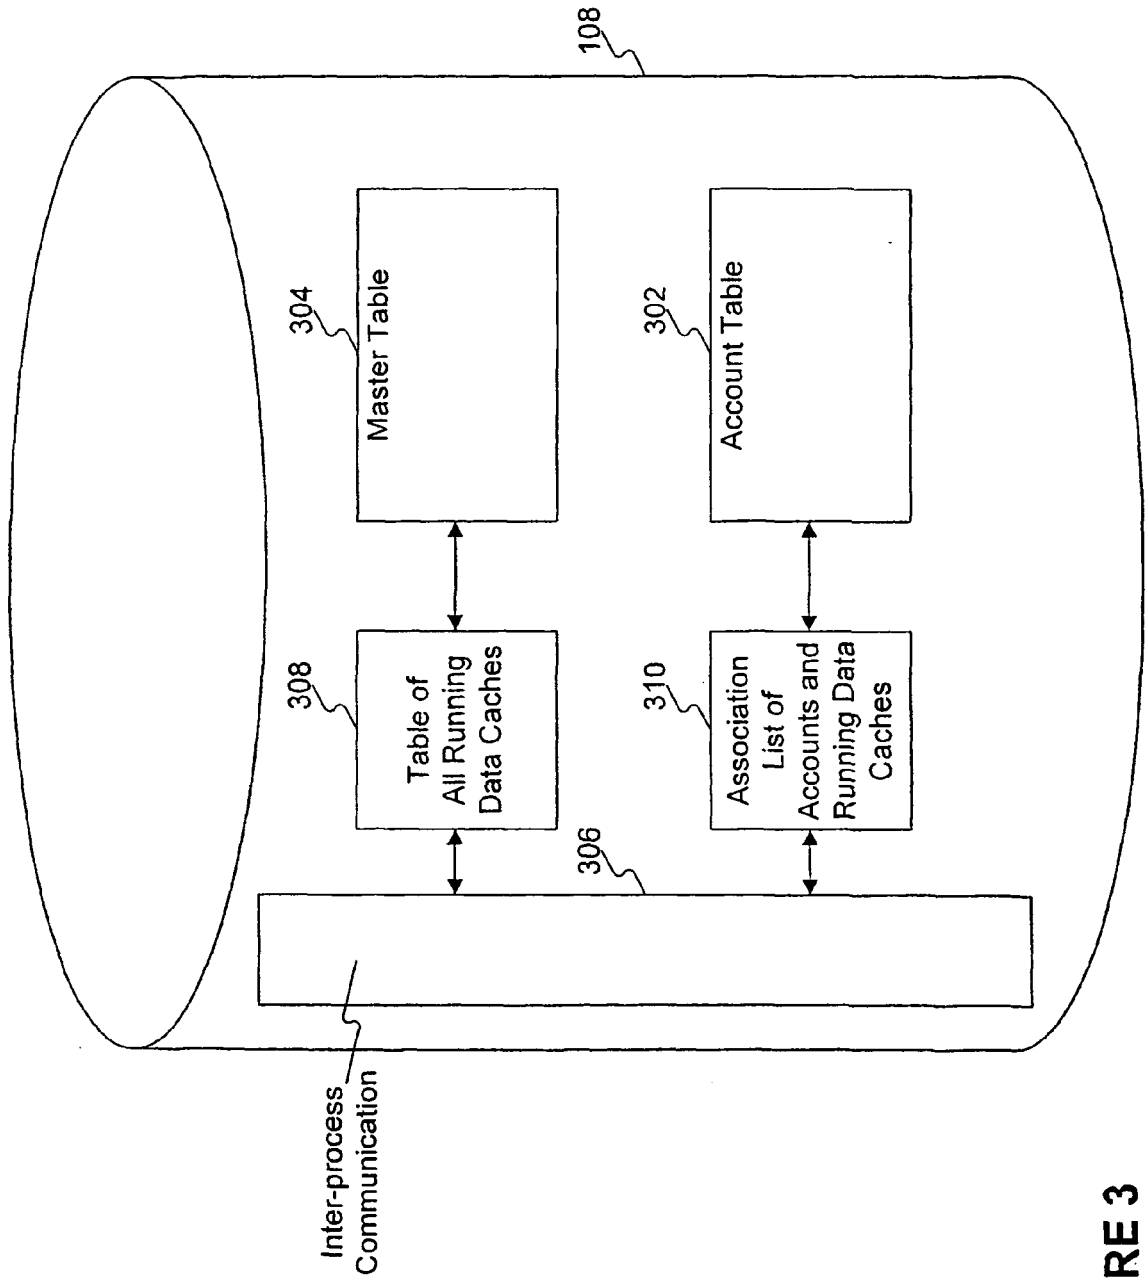 108
304
Master Table
302
Account Table
308
Table of
All Running
Data Caches
310
Association
List of
Accounts and
Running Data
Caches
306
Inter-process
Communication
RE 3